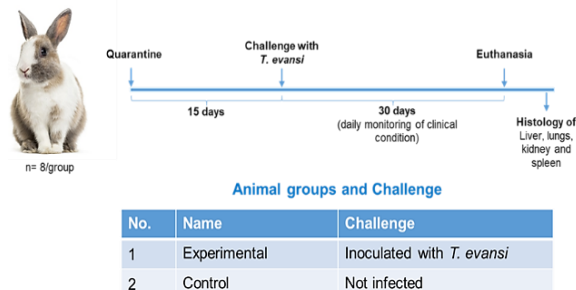 Quarantine
Challenge with
T. evansi
Euthanasia
15 days
30 days
(daily monitoring of clinical
condition)
Histology of
Liver, lungs,
kidney and
spleen
n= 8/group
Animal groups and Challenge
No. Name Challenge
1 Experimental Inoculated with T. evansi
2 Control Not infected